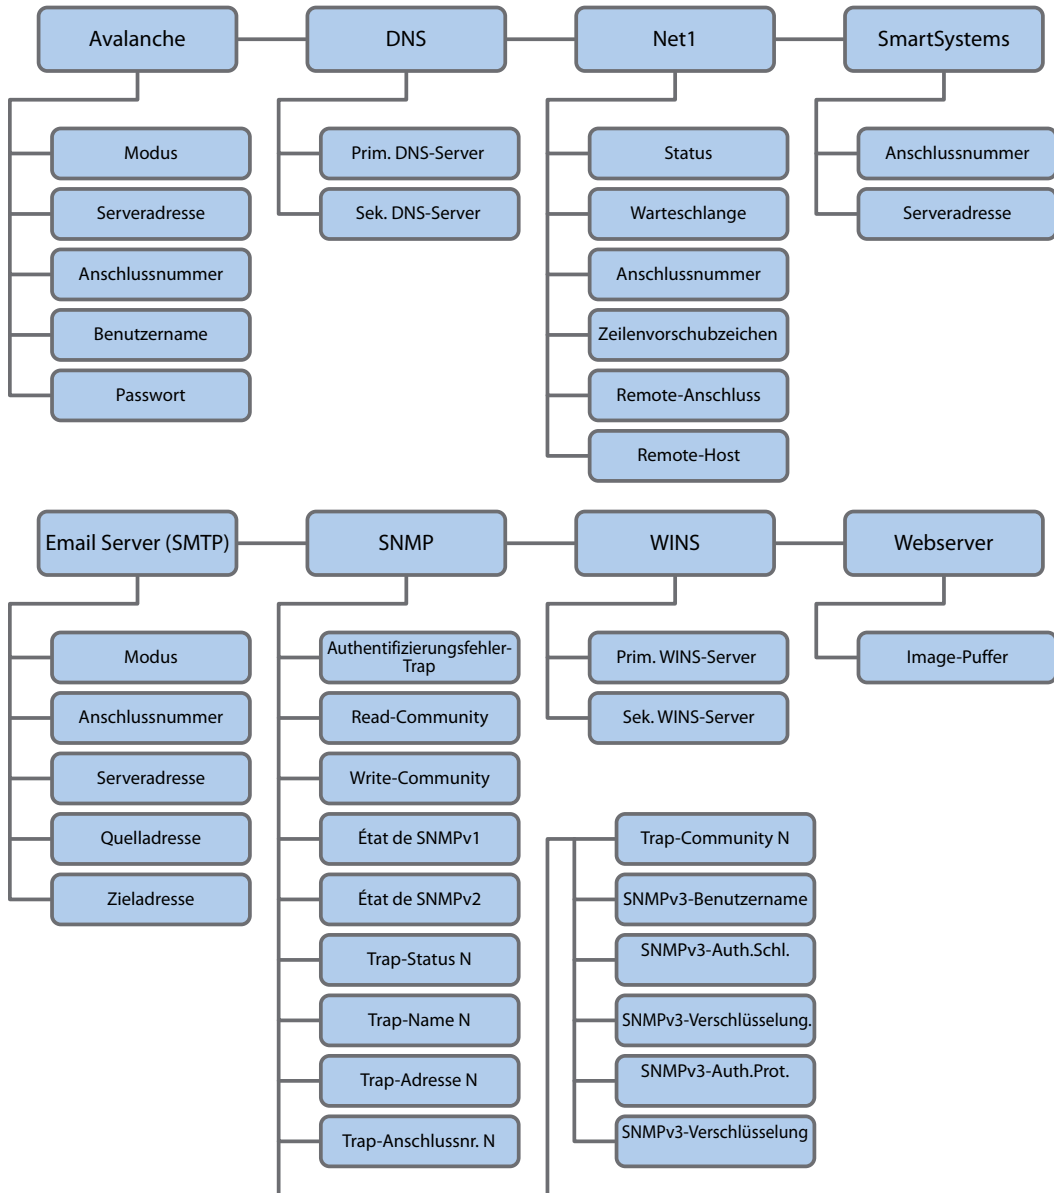 Avalanche
DNS
Net1
SmartSystems
Modus
Serveradresse
Anschlussnummer
Benutzername
Passwort
Prim. DNS-Server
Sek. DNS-Server
Status
Warteschlange
Anschlussnummer
Zeilenvorschubzeichen
Remote-Anschluss
Remote-Host
Anschlussnummer
Serveradresse
Email Server (SMTP)
SNMP
WINS
Webserver
Modus
Anschlussnummer
Serveradresse
Quelladresse
Zieladresse
Authentifizierungsfehler-
Trap
Read-Community
Write-Community
État de SNMPv1
État de SNMPv2
Trap-Status N
Trap-Name N
Trap-Adresse N
Trap-Anschlussnr. N
Prim. WINS-Server
Sek. WINS-Server
Trap-Community N
SNMPv3-Benutzername
SNMPv3-Auth.Schl.
SNMPv3-Verschlüsselung.
SNMPv3-Auth.Prot.
SNMPv3-Verschlüsselung
Image-Puffer